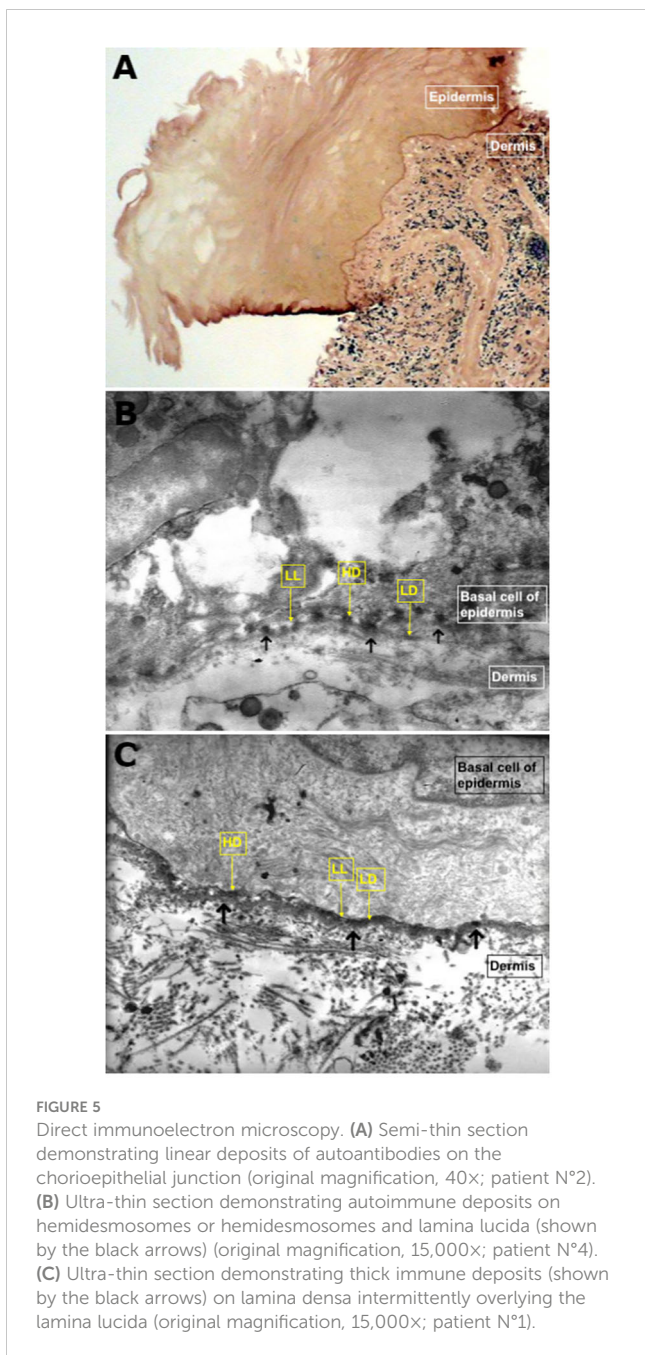 A
Epidermis
Dermis
B
LL
HD
LD
Basal cell of
epidermis
Dermis
C
Basal cell of
epidermis
HD
LL
LD
Dermis
FIGURE 5
Direct immunoelectron microscopy. (A) Semi-thin section
demonstrating linear deposits of autoantibodies on the
chorioepithelial junction (original magnification, 40×; patient N°2).
(B) Ultra-thin section demonstrating autoimmune deposits on
hemidesmosomes or hemidesmosomes and lamina lucida (shown
by the black arrows) (original magnification, 15,000×; patient N°4).
(C) Ultra-thin section demonstrating thick immune deposits (shown
by the black arrows) on lamina densa intermittently overlying the
lamina lucida (original magnification, 15,000×; patient N°1).